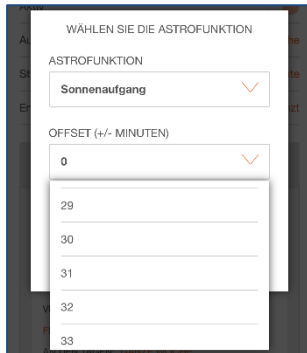 WÄHLEN SIE DIE ASTROFUNKTION
ASTROFUNKTION
Sonnenaufgang
OFFSET (+/- MINUTEN)
0
29
30
31
32
33